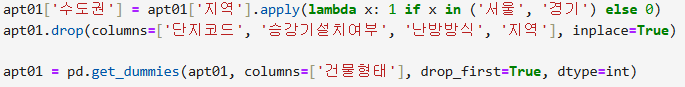 apt01['수도권'] = apt01['지역'].apply(lambda x: 1 if x in ('서울', '경기') else 0)
apt01.drop(columns=['단지코드', '승강기설치여부', '난방방식', '지역'], inplace=True)
apt01 = pd.get_dummies(apt01, columns=['건물형태'], drop_first=True, dtype=int)